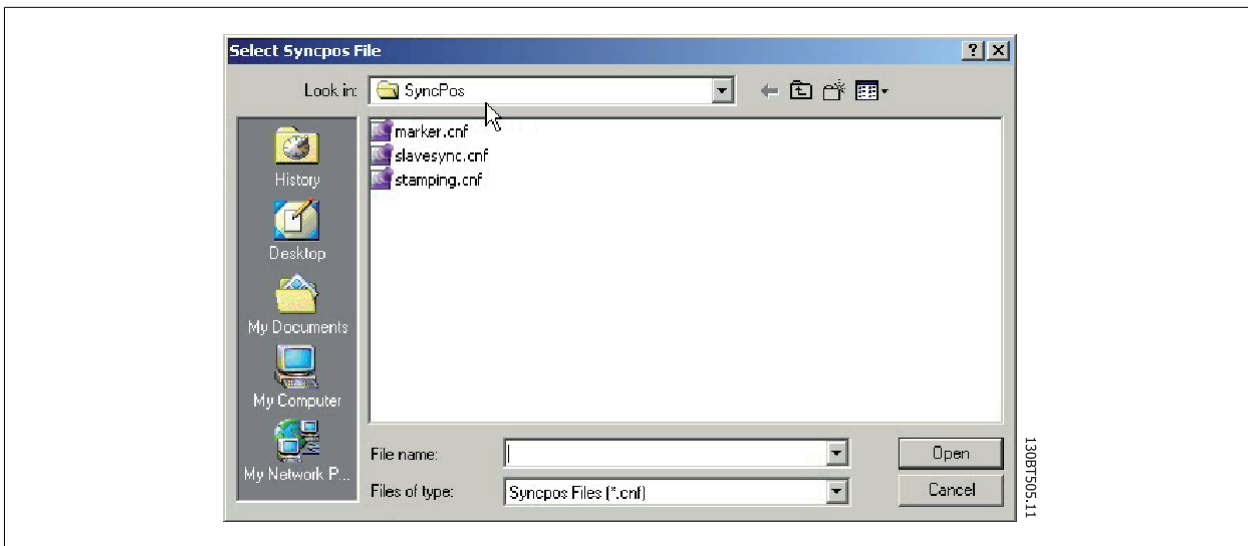 Select Syncpos File
Look in: SyncPos
marker.cnf
slavesync.cnf
stamping.cnf
History
Desktop
My Documents
My Computer
My Network P...
File name:
Open
Files of type: Syncpos Files (*.cnf)
Cancel
130BT505.11